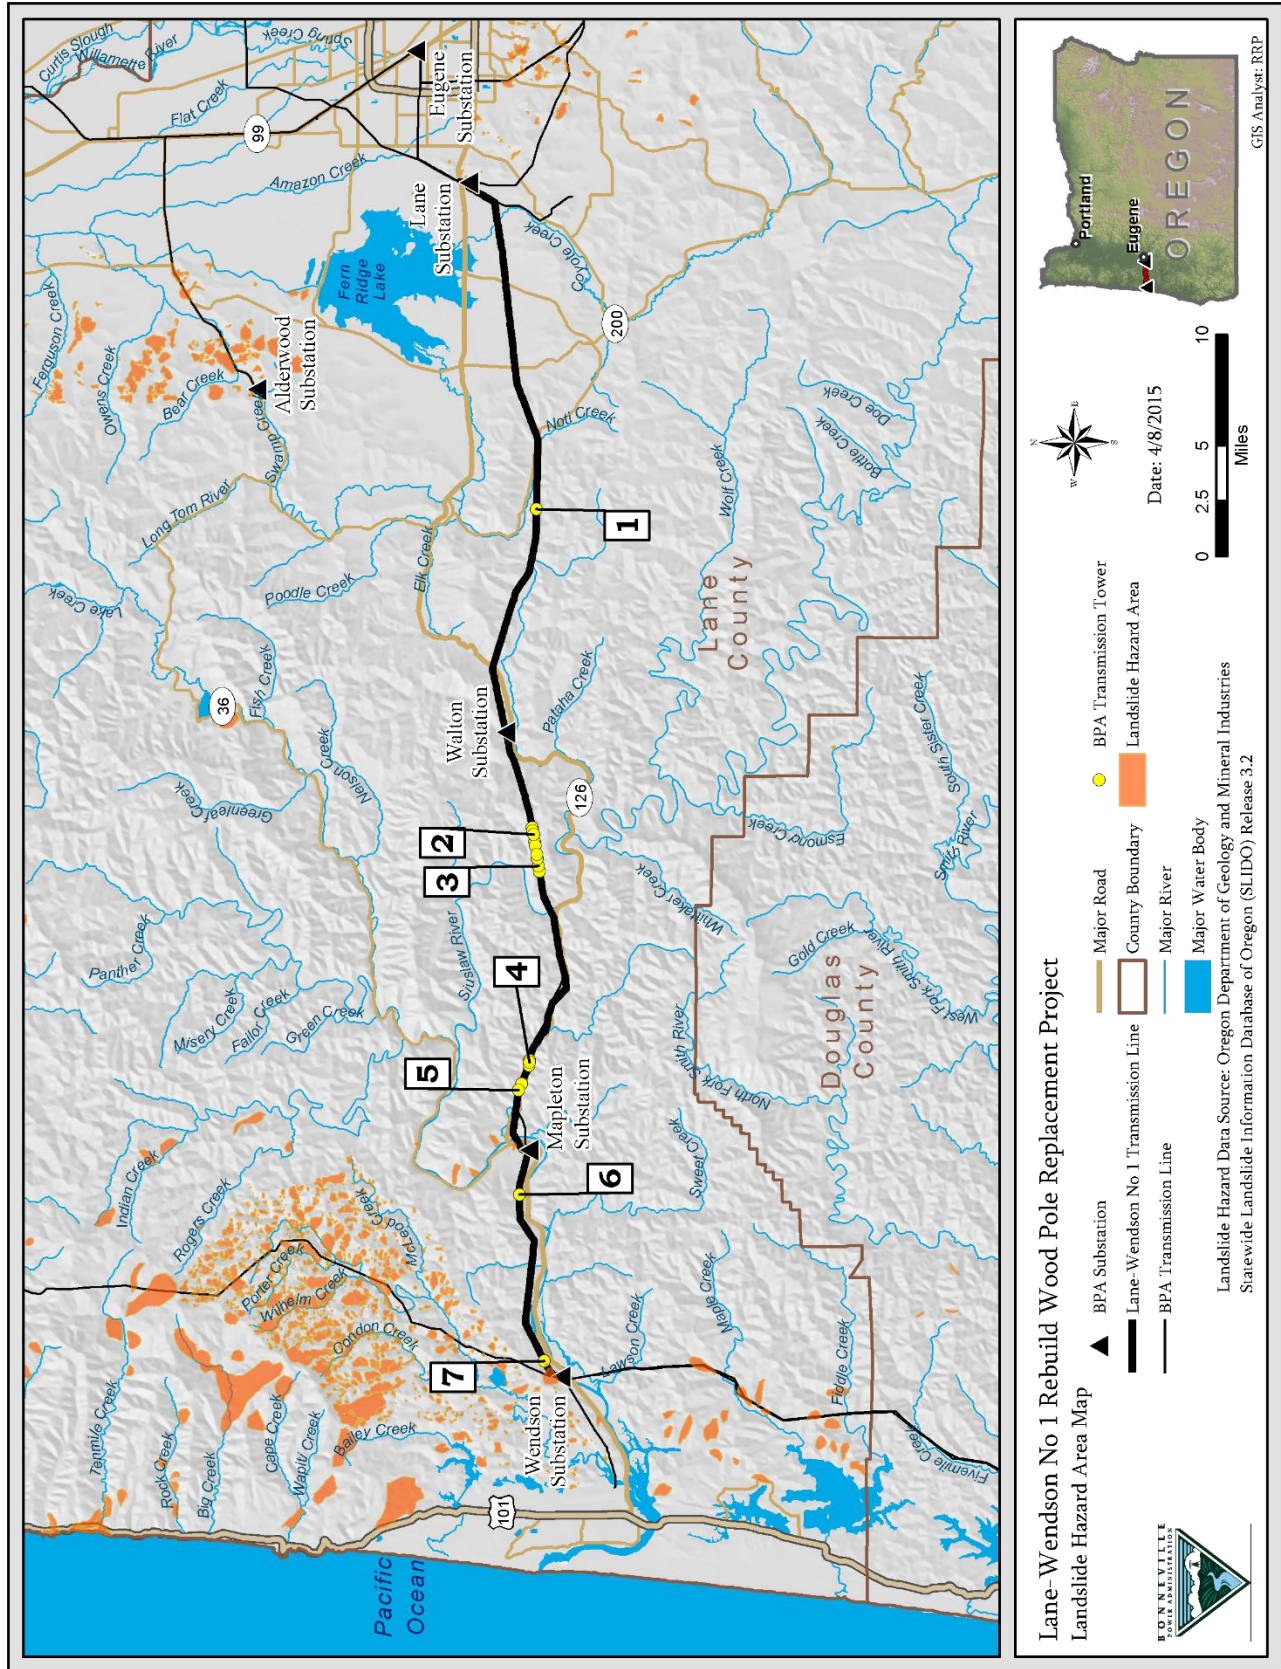 Curtis Slough
Willamette River
Spring Creek
Flat Creek
99
Eugene
Substation
Amazon Creek
Lane
Substation
Fern
Ridge
Lake
Coyote Creek
200
Ferguson Creek
Owens Creek
Bear Creek
Alderwood
Substation
Swamp Creek
Noti Creek
Long Tom River
Elk Creek
Poodle Creek
1
Wolf Creek
Doe Creek
Bottle Creek
Lake Creek
Fish Creek
36
Nelson Creek
Greenleaf Creek
Walton
Substation
Pataha Creek
126
Lane
County
2
3
Esmond Creek
South Sister Creek
Smith River
Panther Creek
Misery Creek
Failor Creek
Green Creek
Siuslaw River
4
Whittaker Creek
Gold Creek
West Fork Smith River
Douglas
County
North Fork Smith River
5
Mapleton
Substation
Sweet Creek
6
Indian Creek
Rogers Creek
McLeod Creek
Porter Creek
Wilhelm Creek
Condon Creek
7
Wendson
Substation
Lawson Creek
Maple Creek
Fiddle Creek
Fivemile Creek
Tenmile Creek
Rock Creek
Big Creek
Cape Creek
Wapiti Creek
Bailey Creek
101
Pacific
Ocean
Lane-Wendson No 1 Rebuild Wood Pole Replacement Project
Landslide Hazard Area Map
BPA Substation
Lane-Wendson No 1 Transmission Line
BPA Transmission Line
Major Road
County Boundary
Major River
Major Water Body
BPA Transmission Tower
Landslide Hazard Area
Landslide Hazard Data Source: Oregon Department of Geology and Mineral Industries
Statewide Landslide Information Database of Oregon (SLIDO) Release 3.2
N
W
E
S
Date: 4/8/2015
0 2.5 5 10
Miles
Portland
Eugene
OREGON
GIS Analyst: RRP
BONNEVILLE
POWER ADMINISTRATION